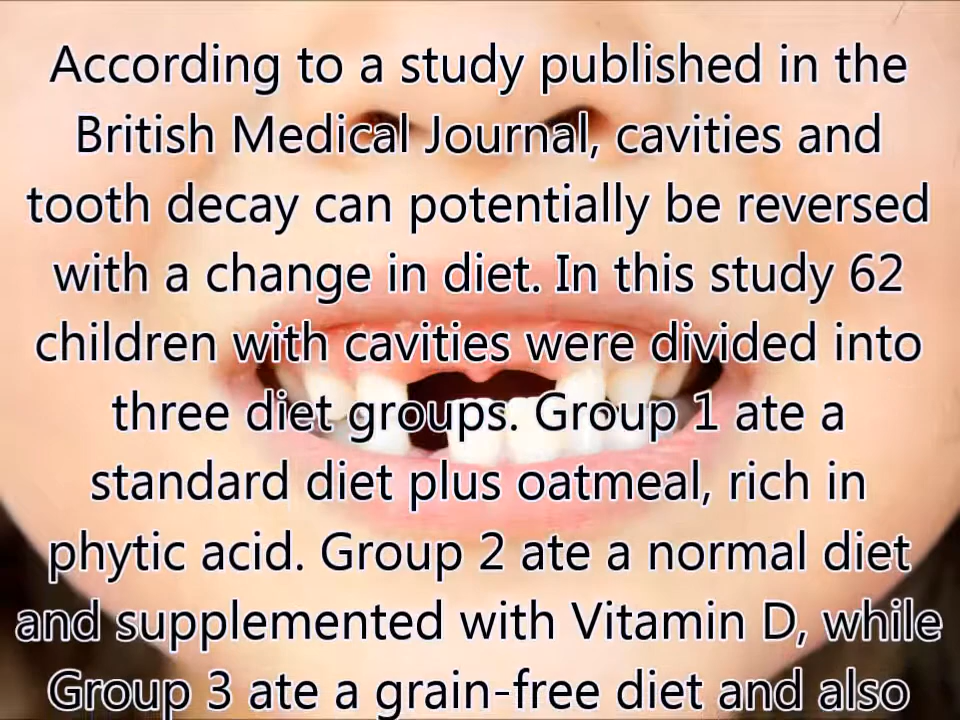 According to a study published in the
British Medical Journal, cavities and
tooth decay can potentially be reversed
with a change in diet. In this study 62
children with cavities were divided into
three diet groups. Group 1 ate a
standard diet plus oatmeal, rich in
phytic acid. Group 2 ate a normal diet
and supplemented with Vitamin D, while
Group 3 ate a grain-free diet and also